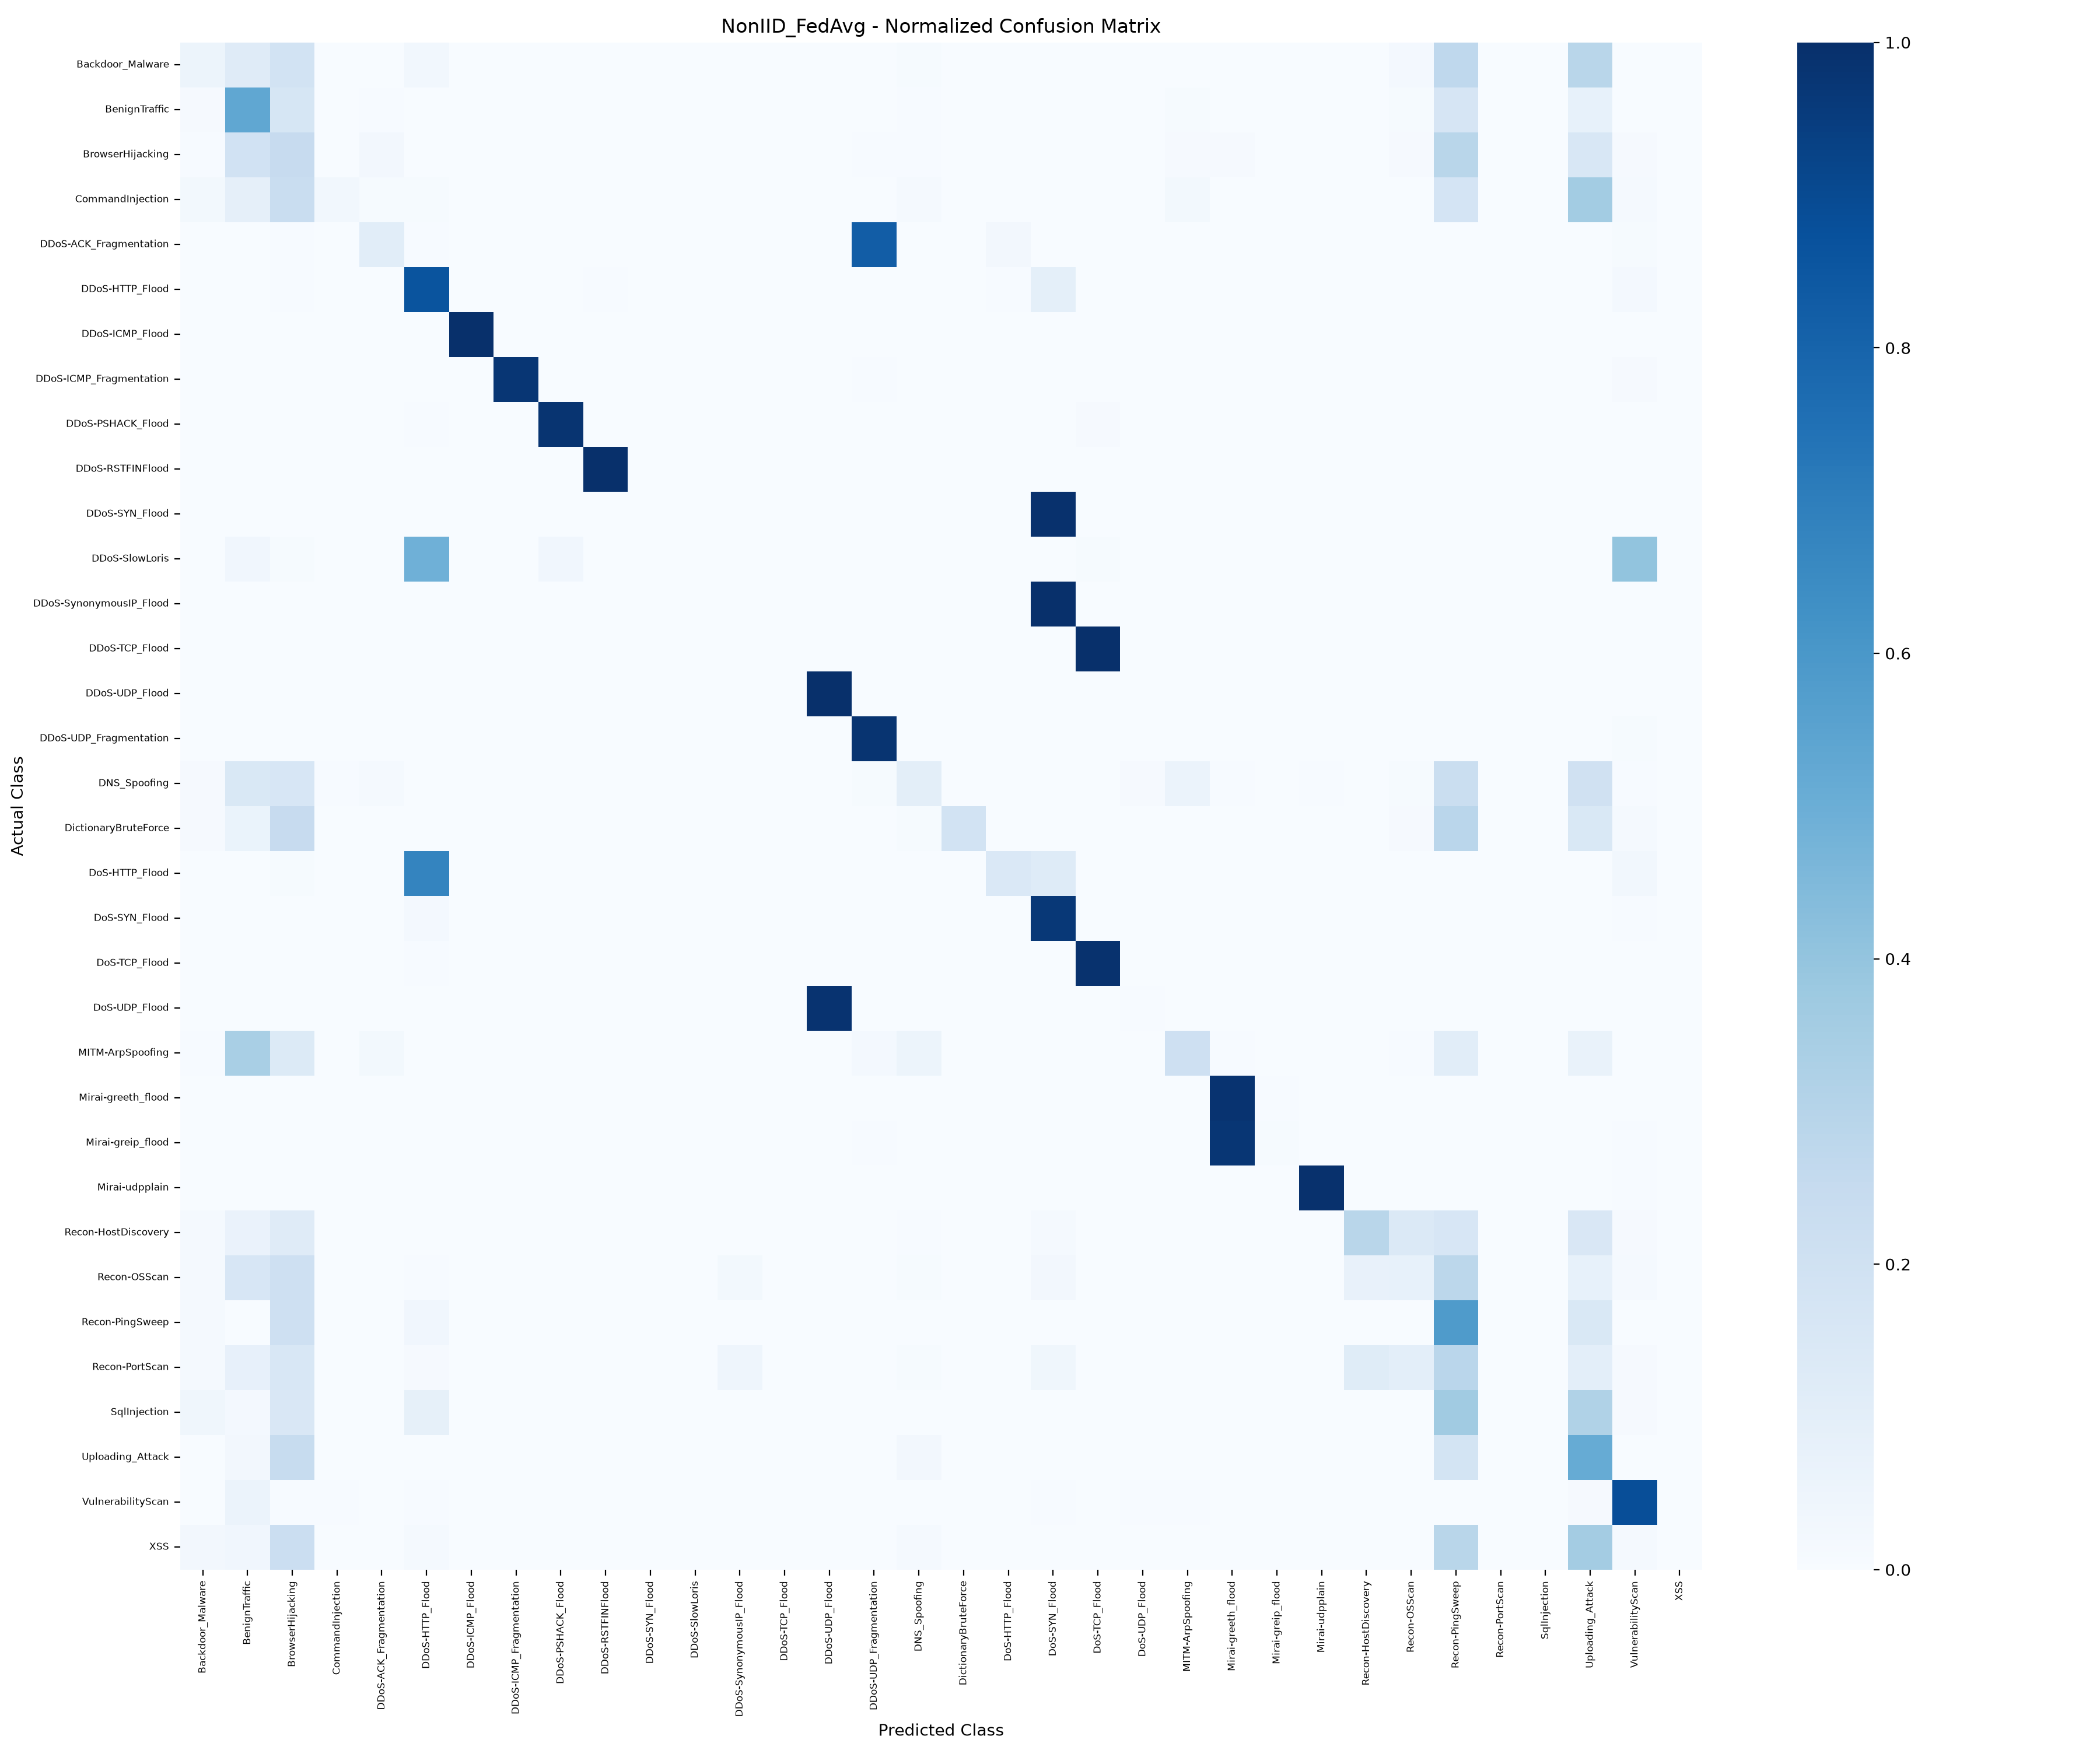 NonIID_FedAvg - Normalized Confusion Matrix
Actual Class
Backdoor_Malware
BenignTraffic
BrowserHijacking
CommandInjection
DDoS-ACK_Fragmentation
DDoS-HTTP_Flood
DDoS-ICMP_Flood
DDoS-ICMP_Fragmentation
DDoS-PSHACK_Flood
DDoS-RSTFINFlood
DDoS-SYN_Flood
DDoS-SlowLoris
DDoS-SynonymousIP_Flood
DDoS-TCP_Flood
DDoS-UDP_Flood
DDoS-UDP_Fragmentation
DNS_Spoofing
DictionaryBruteForce
DoS-HTTP_Flood
DoS-SYN_Flood
DoS-TCP_Flood
DoS-UDP_Flood
MITM-ArpSpoofing
Mirai-greeth_flood
Mirai-greip_flood
Mirai-udpplain
Recon-HostDiscovery
Recon-OSScan
Recon-PingSweep
Recon-PortScan
SqlInjection
Uploading_Attack
VulnerabilityScan
XSS
Backdoor_Malware
BenignTraffic
BrowserHijacking
CommandInjection
DDoS-ACK_Fragmentation
DDoS-HTTP_Flood
DDoS-ICMP_Flood
DDoS-ICMP_Fragmentation
DDoS-PSHACK_Flood
DDoS-RSTFINFlood
DDoS-SYN_Flood
DDoS-SlowLoris
DDoS-SynonymousIP_Flood
DDoS-TCP_Flood
DDoS-UDP_Flood
DDoS-UDP_Fragmentation
DNS_Spoofing
DictionaryBruteForce
DoS-HTTP_Flood
DoS-SYN_Flood
DoS-TCP_Flood
DoS-UDP_Flood
MITM-ArpSpoofing
Mirai-greeth_flood
Mirai-greip_flood
Mirai-udpplain
Recon-HostDiscovery
Recon-OSScan
Recon-PingSweep
Recon-PortScan
SqlInjection
Uploading_Attack
VulnerabilityScan
XSS
Predicted Class
1.0
0.8
0.6
0.4
0.2
0.0